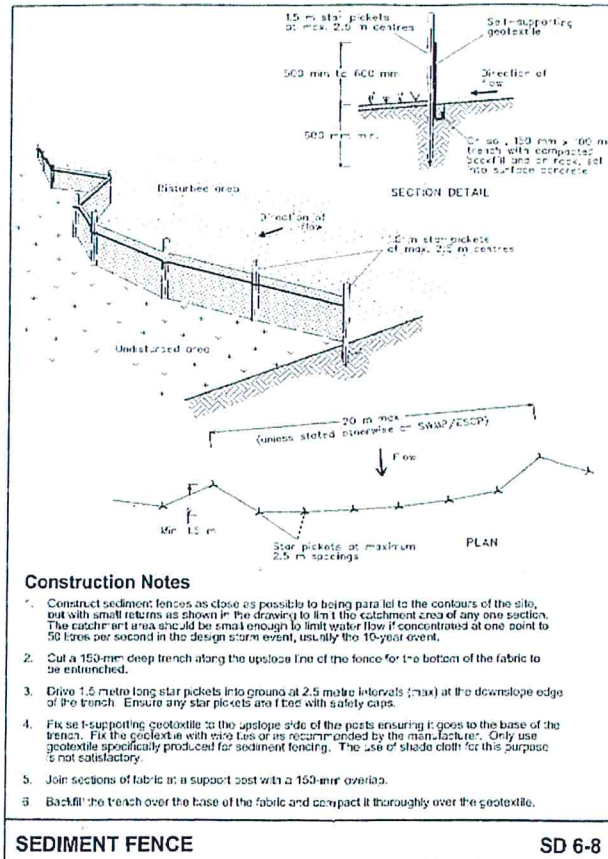 1.5 m star pickets
at max. 2.5 m centres
Self-supporting
geotextile
500 mm to 600 mm
Direction of
flow
600 mm min.
On soil, 150 mm x 100 mm
trench with compacted
backfill and on rock, set
into surface concrete
SECTION DETAIL
Disturbed area
Direction of
flow
1.5 m star pickets
at max. 2.5 m centres
Undisturbed area
20 m max
(unless stated otherwise on SWMP/ESCP)
Flow
Min 1.5 m
Star pickets at maximum
2.5 m spacings
PLAN
Construction Notes
1. Construct sediment fences as close as possible to being parallel to the contours of the site,
but with small returns as shown in the drawing to limit the catchment area of any one section.
The catchment area should be small enough to limit water flow if concentrated at one point to
50 litres per second in the design storm event, usually the 10-year event.
2. Cut a 150-mm deep trench along the upslope line of the fence for the bottom of the fabric to
be entrenched.
3. Drive 1.5 metre long star pickets into ground at 2.5 metre intervals (max) at the downslope edge
of the trench. Ensure any star pickets are fitted with safety caps.
4. Fix self-supporting geotextile to the upslope side of the posts ensuring it goes to the base of the
trench. Fix the geotextile with wire ties or as recommended by the manufacturer. Only use
geotextile specifically produced for sediment fencing. The use of shade cloth for this purpose
is not satisfactory.
5. Join sections of fabric at a support post with a 150-mm overlap.
6. Backfill the trench over the base of the fabric and compact it thoroughly over the geotextile.
SEDIMENT FENCE
SD 6-8